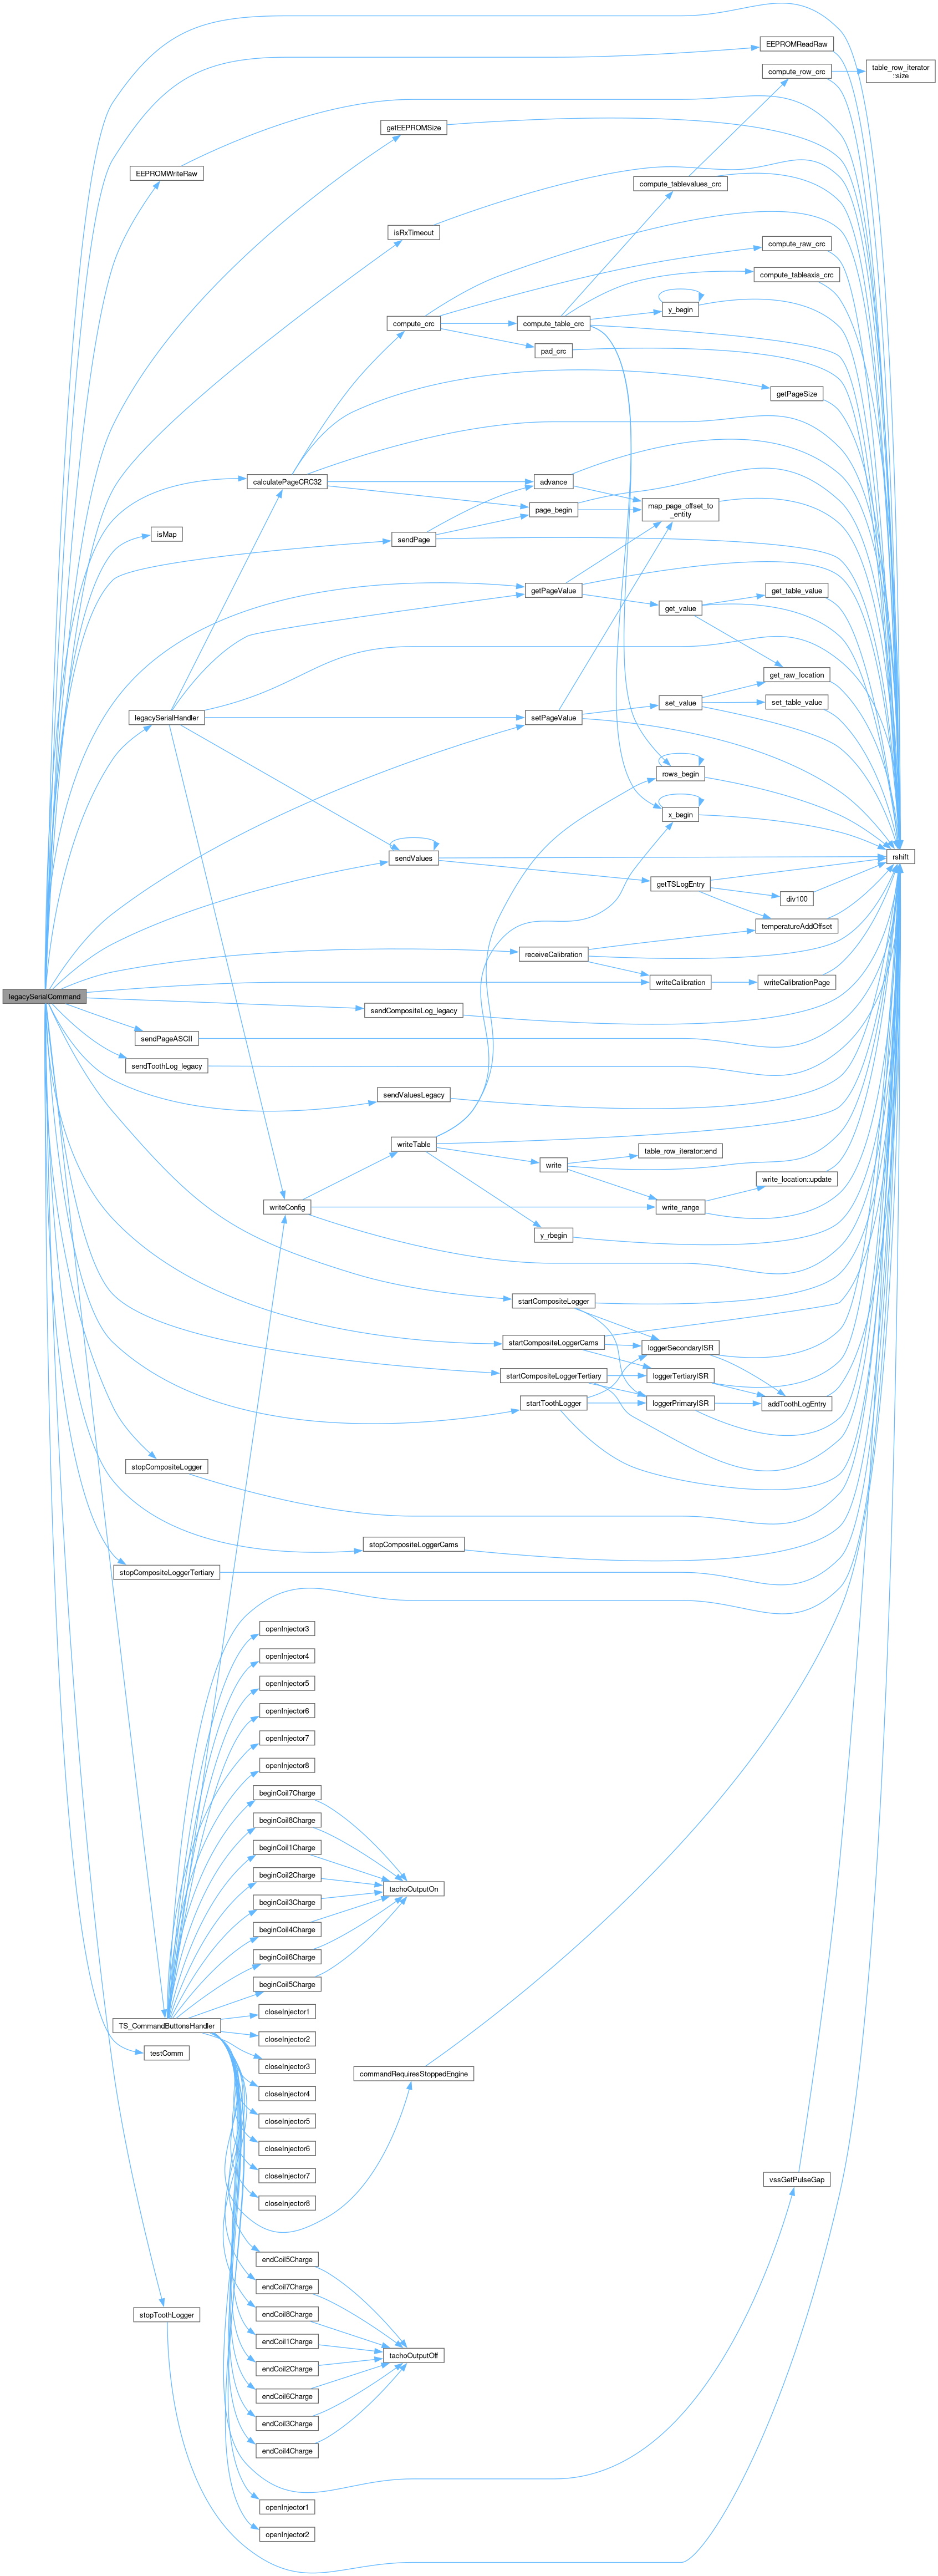 EEPROMReadRaw
compute_row_crc
table_row_iterator
::size
getEEPROMSize
EEPROMWriteRaw
compute_tablevalues_crc
isRxTimeout
compute_raw_crc
compute_tableaxis_crc
y_begin
compute_crc
compute_table_crc
pad_crc
getPageSize
calculatePageCRC32
advance
page_begin
map_page_offset_to
_entity
isMap
sendPage
getPageValue
get_table_value
get_value
get_raw_location
set_value
set_table_value
legacySerialHandler
setPageValue
rows_begin
x_begin
sendValues
rshift
getTSLogEntry
div100
temperatureAddOffset
receiveCalibration
writeCalibration
writeCalibrationPage
legacySerialCommand
sendCompositeLog_legacy
sendPageASCII
sendToothLog_legacy
sendValuesLegacy
writeTable
table_row_iterator::end
write
write_location::update
writeConfig
write_range
y_rbegin
startCompositeLogger
startCompositeLoggerCams
loggerSecondaryISR
startCompositeLoggerTertiary
loggerTertiaryISR
startToothLogger
loggerPrimaryISR
addToothLogEntry
stopCompositeLogger
stopCompositeLoggerCams
stopCompositeLoggerTertiary
openInjector3
openInjector4
openInjector5
openInjector6
openInjector7
openInjector8
beginCoil7Charge
beginCoil8Charge
beginCoil1Charge
beginCoil2Charge
tachoOutputOn
beginCoil3Charge
beginCoil4Charge
beginCoil6Charge
beginCoil5Charge
closeInjector1
TS_CommandButtonsHandler
closeInjector2
testComm
closeInjector3
commandRequiresStoppedEngine
closeInjector4
closeInjector5
closeInjector6
closeInjector7
vssGetPulseGap
closeInjector8
endCoil5Charge
endCoil7Charge
endCoil8Charge
stopToothLogger
endCoil1Charge
tachoOutputOff
endCoil2Charge
endCoil6Charge
endCoil3Charge
endCoil4Charge
openInjector1
openInjector2